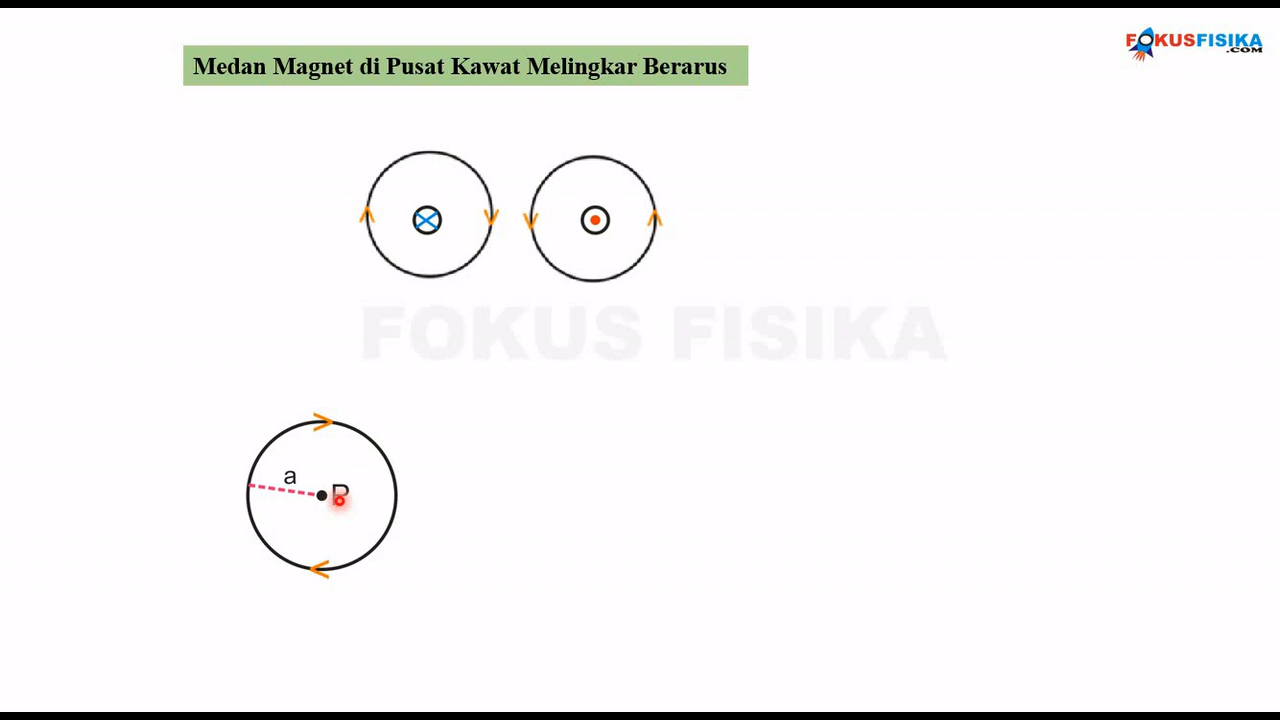 FOKUSFISIKA
.COM
Medan Magnet di Pusat Kawat Melingkar Berarus
FOKUS FISIKA
a